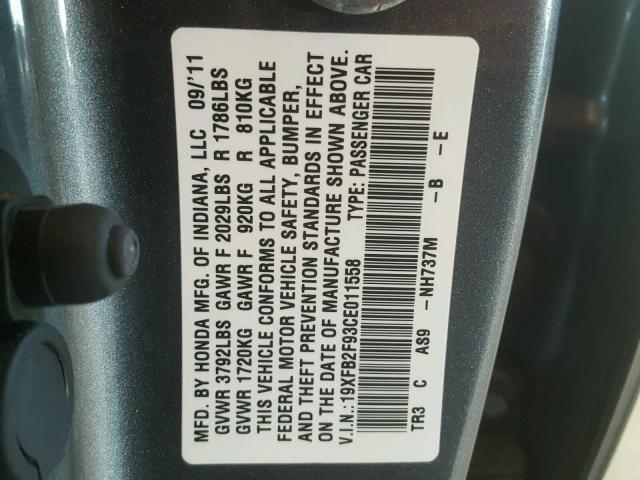 MFD. BY HONDA MFG. OF INDIANA, LLC 09/'11
GVWR 3792LBS GAWR F 2029LBS R 1786LBS
GVWR 1720KG GAWR F 920KG R 810KG
THIS VEHICLE CONFORMS TO ALL APPLICABLE
FEDERAL MOTOR VEHICLE SAFETY, BUMPER,
AND THEFT PREVENTION STANDARDS IN EFFECT
ON THE DATE OF MANUFACTURE SHOWN ABOVE.
V.I.N.:19XFB2F93CE011558 TYPE: PASSENGER CAR
TR3 C AS9 -NH737M -B -E